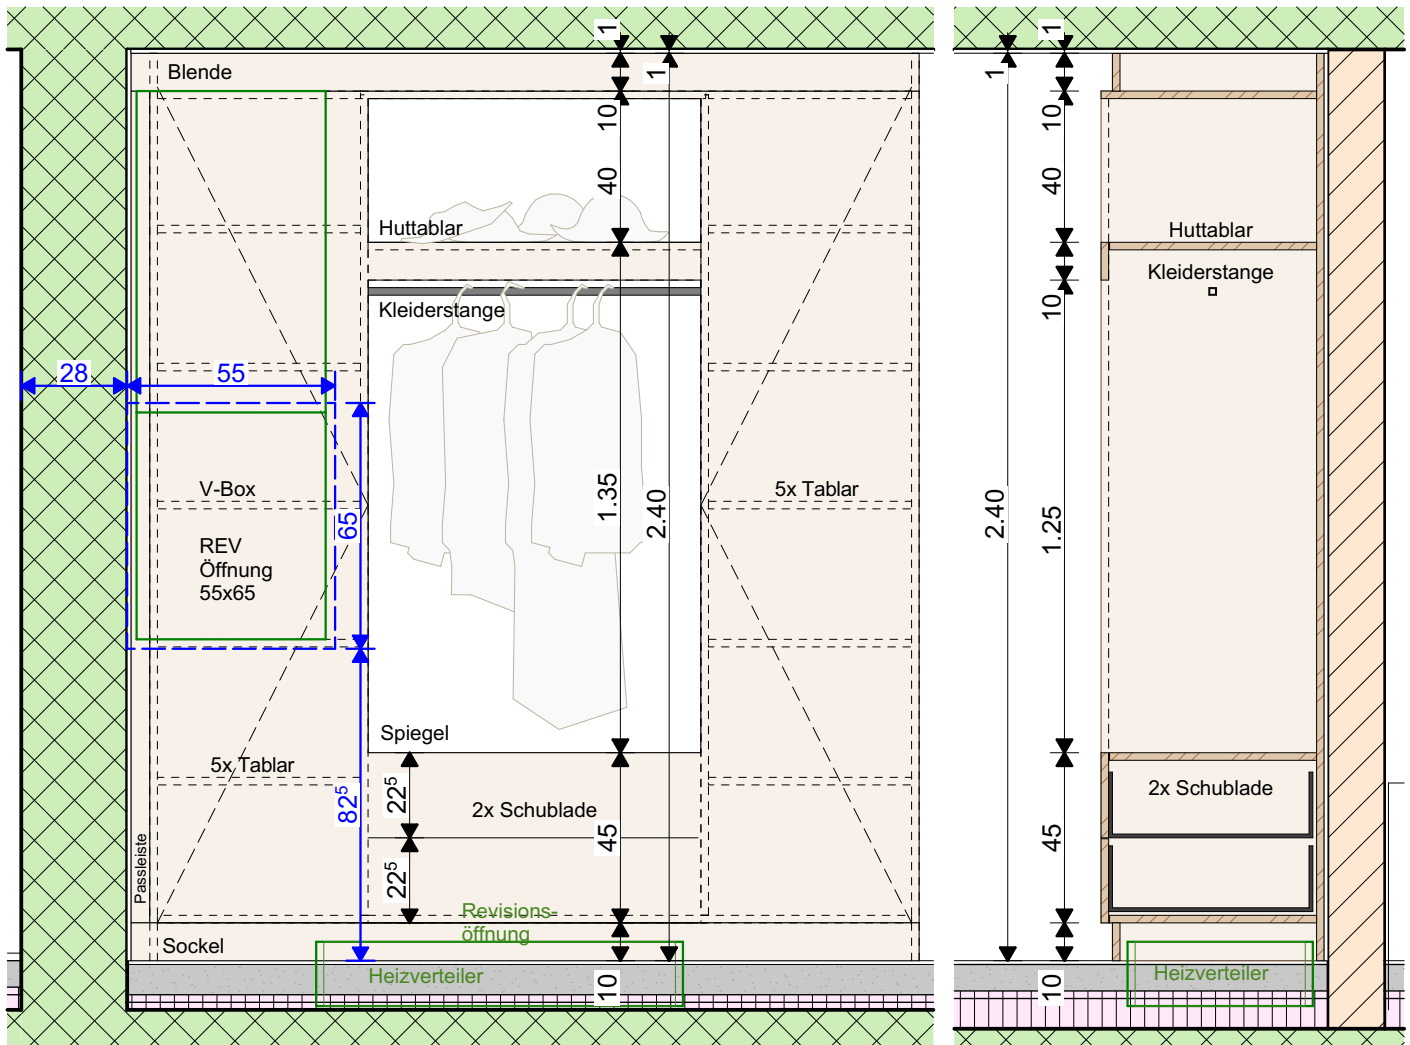 Blende
1
1
10
40
Huttablar
Kleiderstange
28
55
V-Box
REV
Öffnung
55x65
65
1.35
2.40
5x Tablar
Spiegel
5x Tablar
82⁵
22⁵
2x Schublade
45
22⁵
Passleiste
Revisions-
öffnung
Sockel
Heizverteiler
10
1
1
10
40
Huttablar
Kleiderstange
10
2.40
1.25
2x Schublade
45
Heizverteiler
10